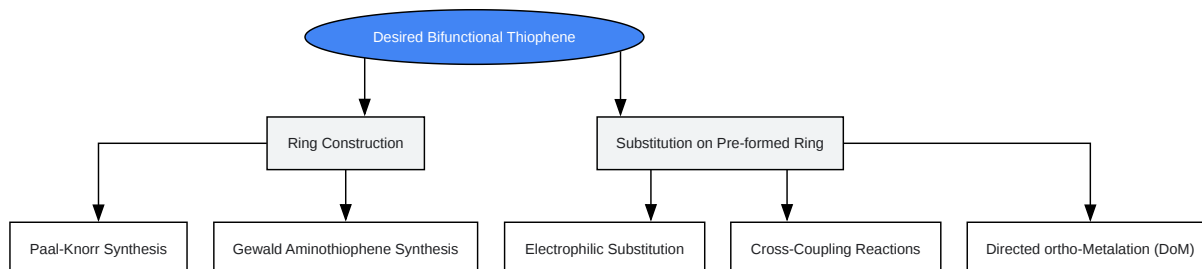 Desired Bifunctional Thiophene
Ring Construction
Substitution on Pre-formed Ring
Paal-Knorr Synthesis
Gewald Aminothiophene Synthesis
Electrophilic Substitution
Cross-Coupling Reactions
Directed ortho-Metalation (DoM)